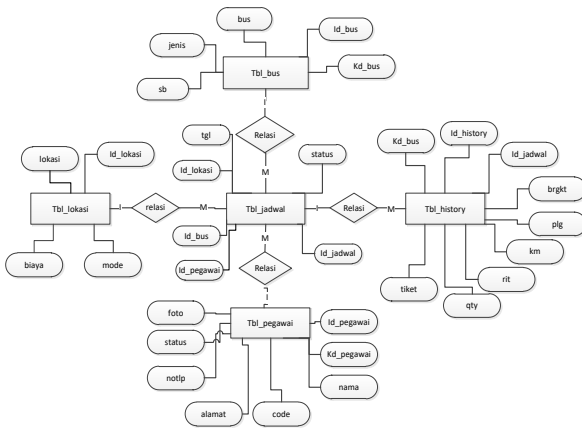 bus
Id_bus
jenis
Kd_bus
Tbl_bus
sb
I
Relasi
tgl
status
Id_lokasi
M
lokasi
Id_lokasi
Tbl_lokasi
I
relasi
M
Tbl_jadwal
I
Relasi
M
Tbl_history
Kd_bus
Id_history
Id_jadwal
brgkt
plg
km
rit
qty
tiket
biaya
mode
Id_bus
Id_pegawai
M
Id_jadwal
Relasi
foto
Tbl_pegawai
Id_pegawai
status
Kd_pegawai
notlp
nama
alamat
code